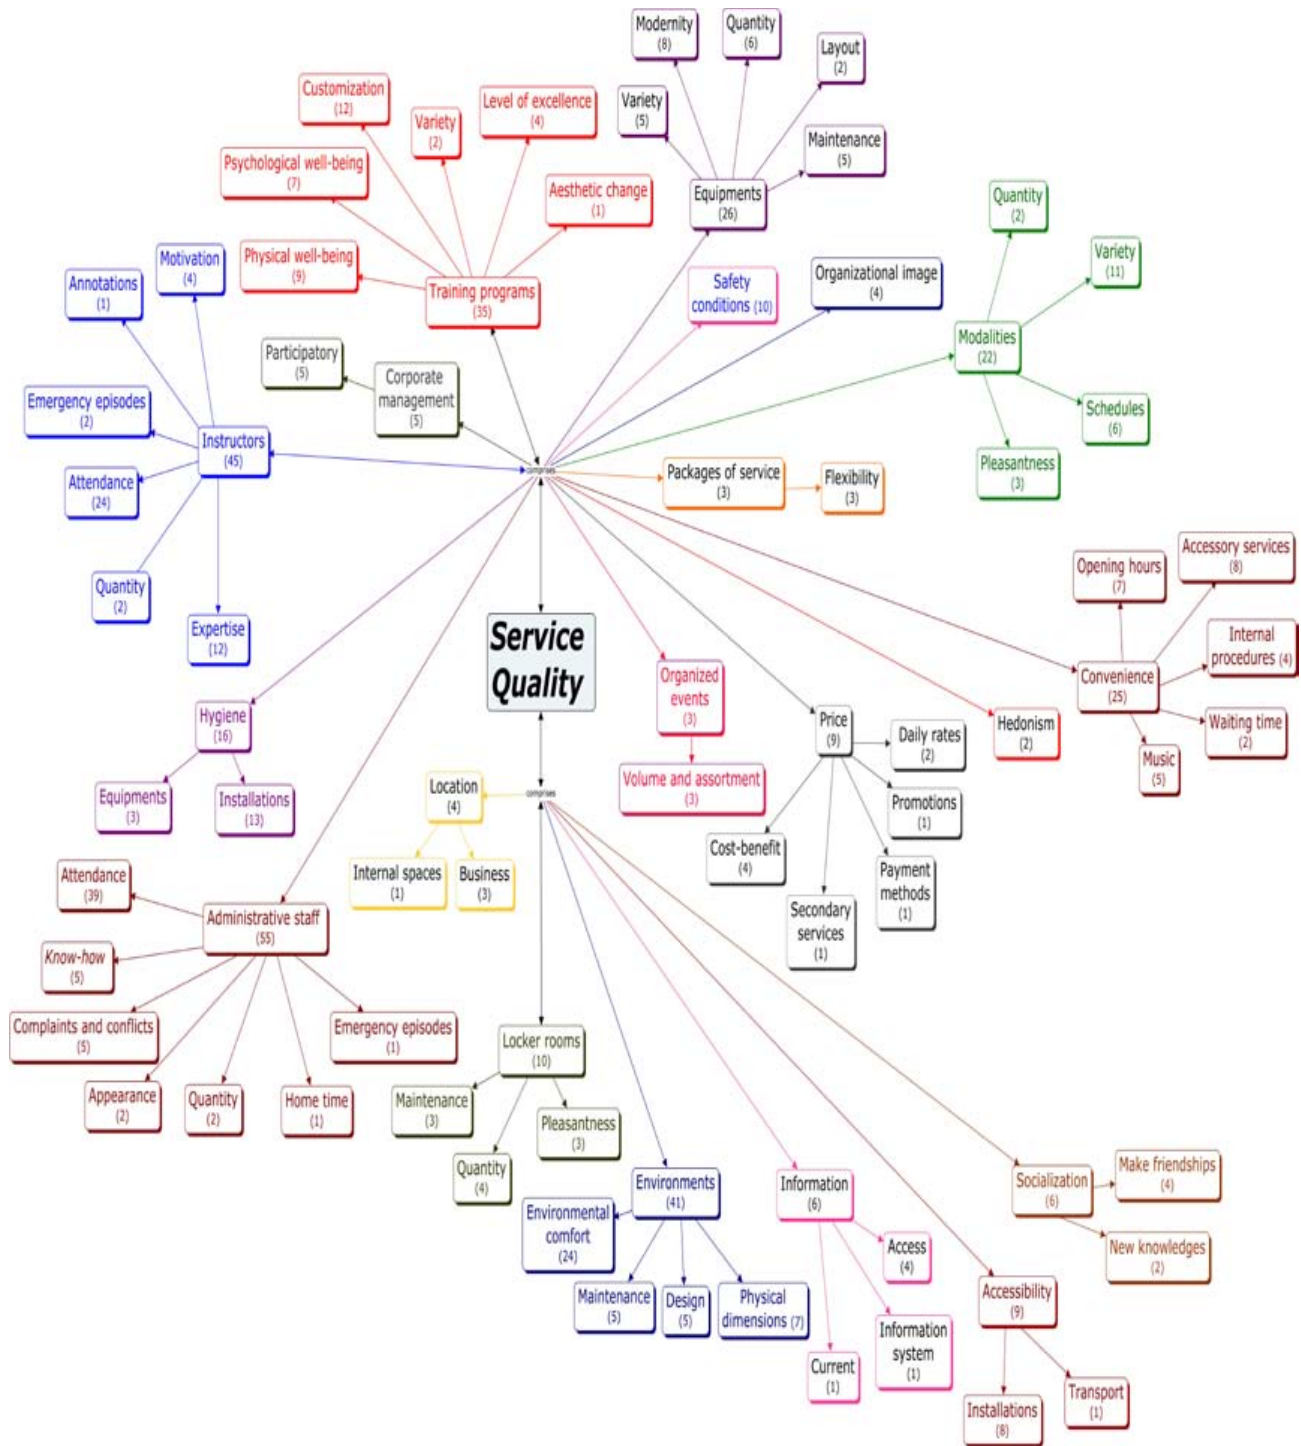 Modernity
(8)
Quantity
(6)
Layout
(2)
Variety
(5)
Maintenance
(5)
Equipments
(26)
Customization
(12)
Variety
(2)
Level of excellence
(4)
Psychological well-being
(7)
Aesthetic change
(1)
Physical well-being
(9)
Training programs
(35)
Quantity
(2)
Variety
(11)
Modalities
(22)
Schedules
(6)
Pleasantness
(3)
Safety
conditions (10)
Organizational image
(4)
Motivation
(4)
Annotations
(1)
Emergency episodes
(2)
Instructors
(45)
Attendance
(24)
Quantity
(2)
Expertise
(12)
Participatory
(5)
Corporate
management
(5)
comprises
Packages of service
(3)
Flexibility
(3)
Accessory services
(8)
Opening hours
(7)
Internal
procedures (4)
Convenience
(25)
Waiting time
(2)
Music
(5)
Service
Quality
Organized
events
(3)
Volume and assortment
(3)
Price
(9)
Daily rates
(2)
Promotions
(1)
Cost-benefit
(4)
Payment
methods
(1)
Secondary
services
(1)
Hedonism
(2)
Hygiene
(16)
Equipments
(3)
Installations
(13)
Location
(4)
comprises
Internal spaces
(1)
Business
(3)
Attendance
(39)
Administrative staff
(55)
Know-how
(5)
Complaints and conflicts
(5)
Emergency episodes
(1)
Appearance
(2)
Quantity
(2)
Home time
(1)
Locker rooms
(10)
Maintenance
(3)
Pleasantness
(3)
Quantity
(4)
Environments
(41)
Environmental
comfort
(24)
Maintenance
(5)
Design
(5)
Physical
dimensions (7)
Information
(6)
Access
(4)
Information
system
(1)
Current
(1)
Socialization
(6)
Make friendships
(4)
New knowledges
(2)
Accessibility
(9)
Transport
(1)
Installations
(8)